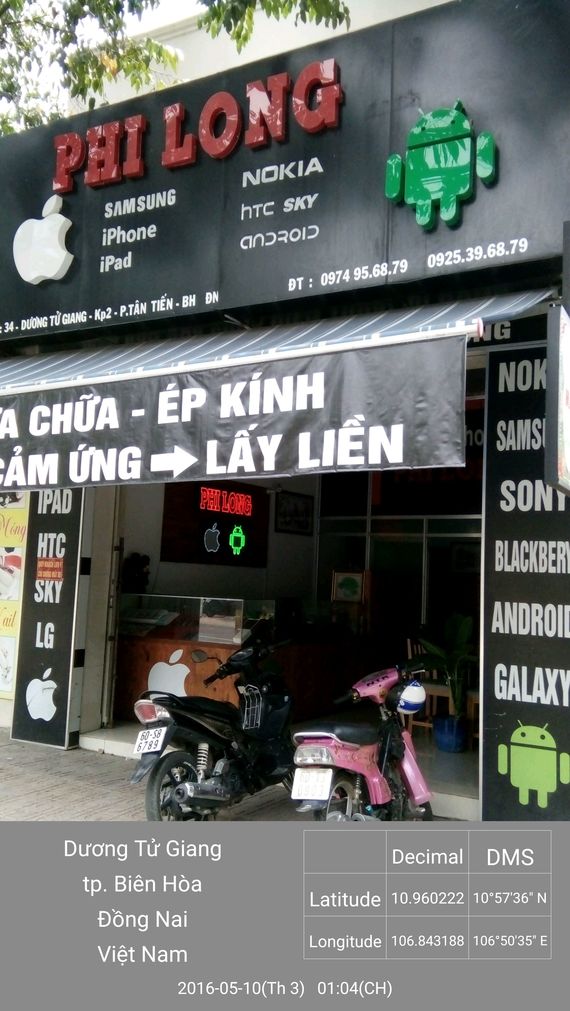 PHI LONG
SAMSUNG
iPhone
iPad
NOKIA
hTC SKY
ANDROID
ĐT : 0974 95.68.79 0925.39.68.79
: 34 - DƯƠNG TỬ GIANG - Kp2 - P.TÂN TIẾN - BH ĐN
NG
CHỮA - ÉP KÍNH
CẢM ỨNG → LẤY LIỀN
PHI LONG
IPAD
HTC
SKY
LG
NOK
SAMSU
SONY
BLACKBERY
ANDROID
GALAXY
60-S8
6789
Dương Tử Giang
tp. Biên Hòa
Đồng Nai
Việt Nam
Decimal DMS
Latitude 10.960222 10°57'36" N
Longitude 106.843188 106°50'35" E
2016-05-10(Th 3) 01:04(CH)